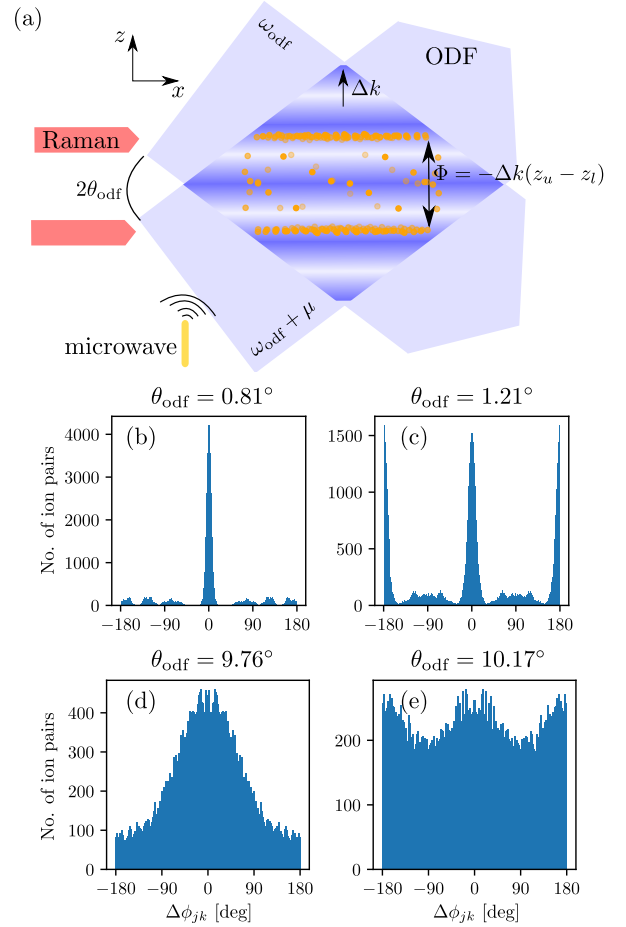 (a)
z
x
ω_odf
ODF
Δk
Raman
2θ_odf
Φ = −Δk(z_u − z_l)
ω_odf + μ
microwave
θ_odf = 0.81°
θ_odf = 1.21°
(b)
(c)
No. of ion pairs
4000
3000
2000
1000
0
−180 −90 0 90 180
1500
1000
500
0
−180 −90 0 90 180
θ_odf = 9.76°
θ_odf = 10.17°
(d)
(e)
No. of ion pairs
400
300
200
100
0
−180 −90 0 90 180
Δϕ_jk [deg]
200
100
0
−180 −90 0 90 180
Δϕ_jk [deg]